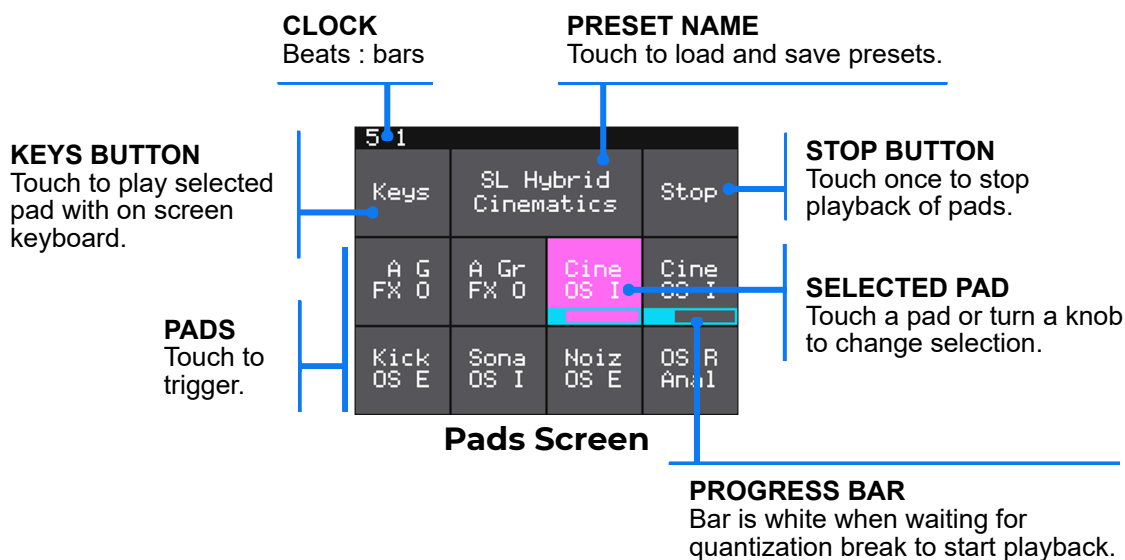 CLOCK
Beats : bars
PRESET NAME
Touch to load and save presets.
KEYS BUTTON
Touch to play selected
pad with on screen
keyboard.
PADS
Touch to
trigger.
5:1
Keys
SL Hybrid
Cinematics
Stop
A G
FX O
A Gr
FX O
Cine
OS I
Cine
OS I
Kick
OS E
Sona
OS I
Noiz
OS E
OS R
Anal
STOP BUTTON
Touch once to stop
playback of pads.
SELECTED PAD
Touch a pad or turn a knob
to change selection.
Pads Screen
PROGRESS BAR
Bar is white when waiting for
quantization break to start playback.